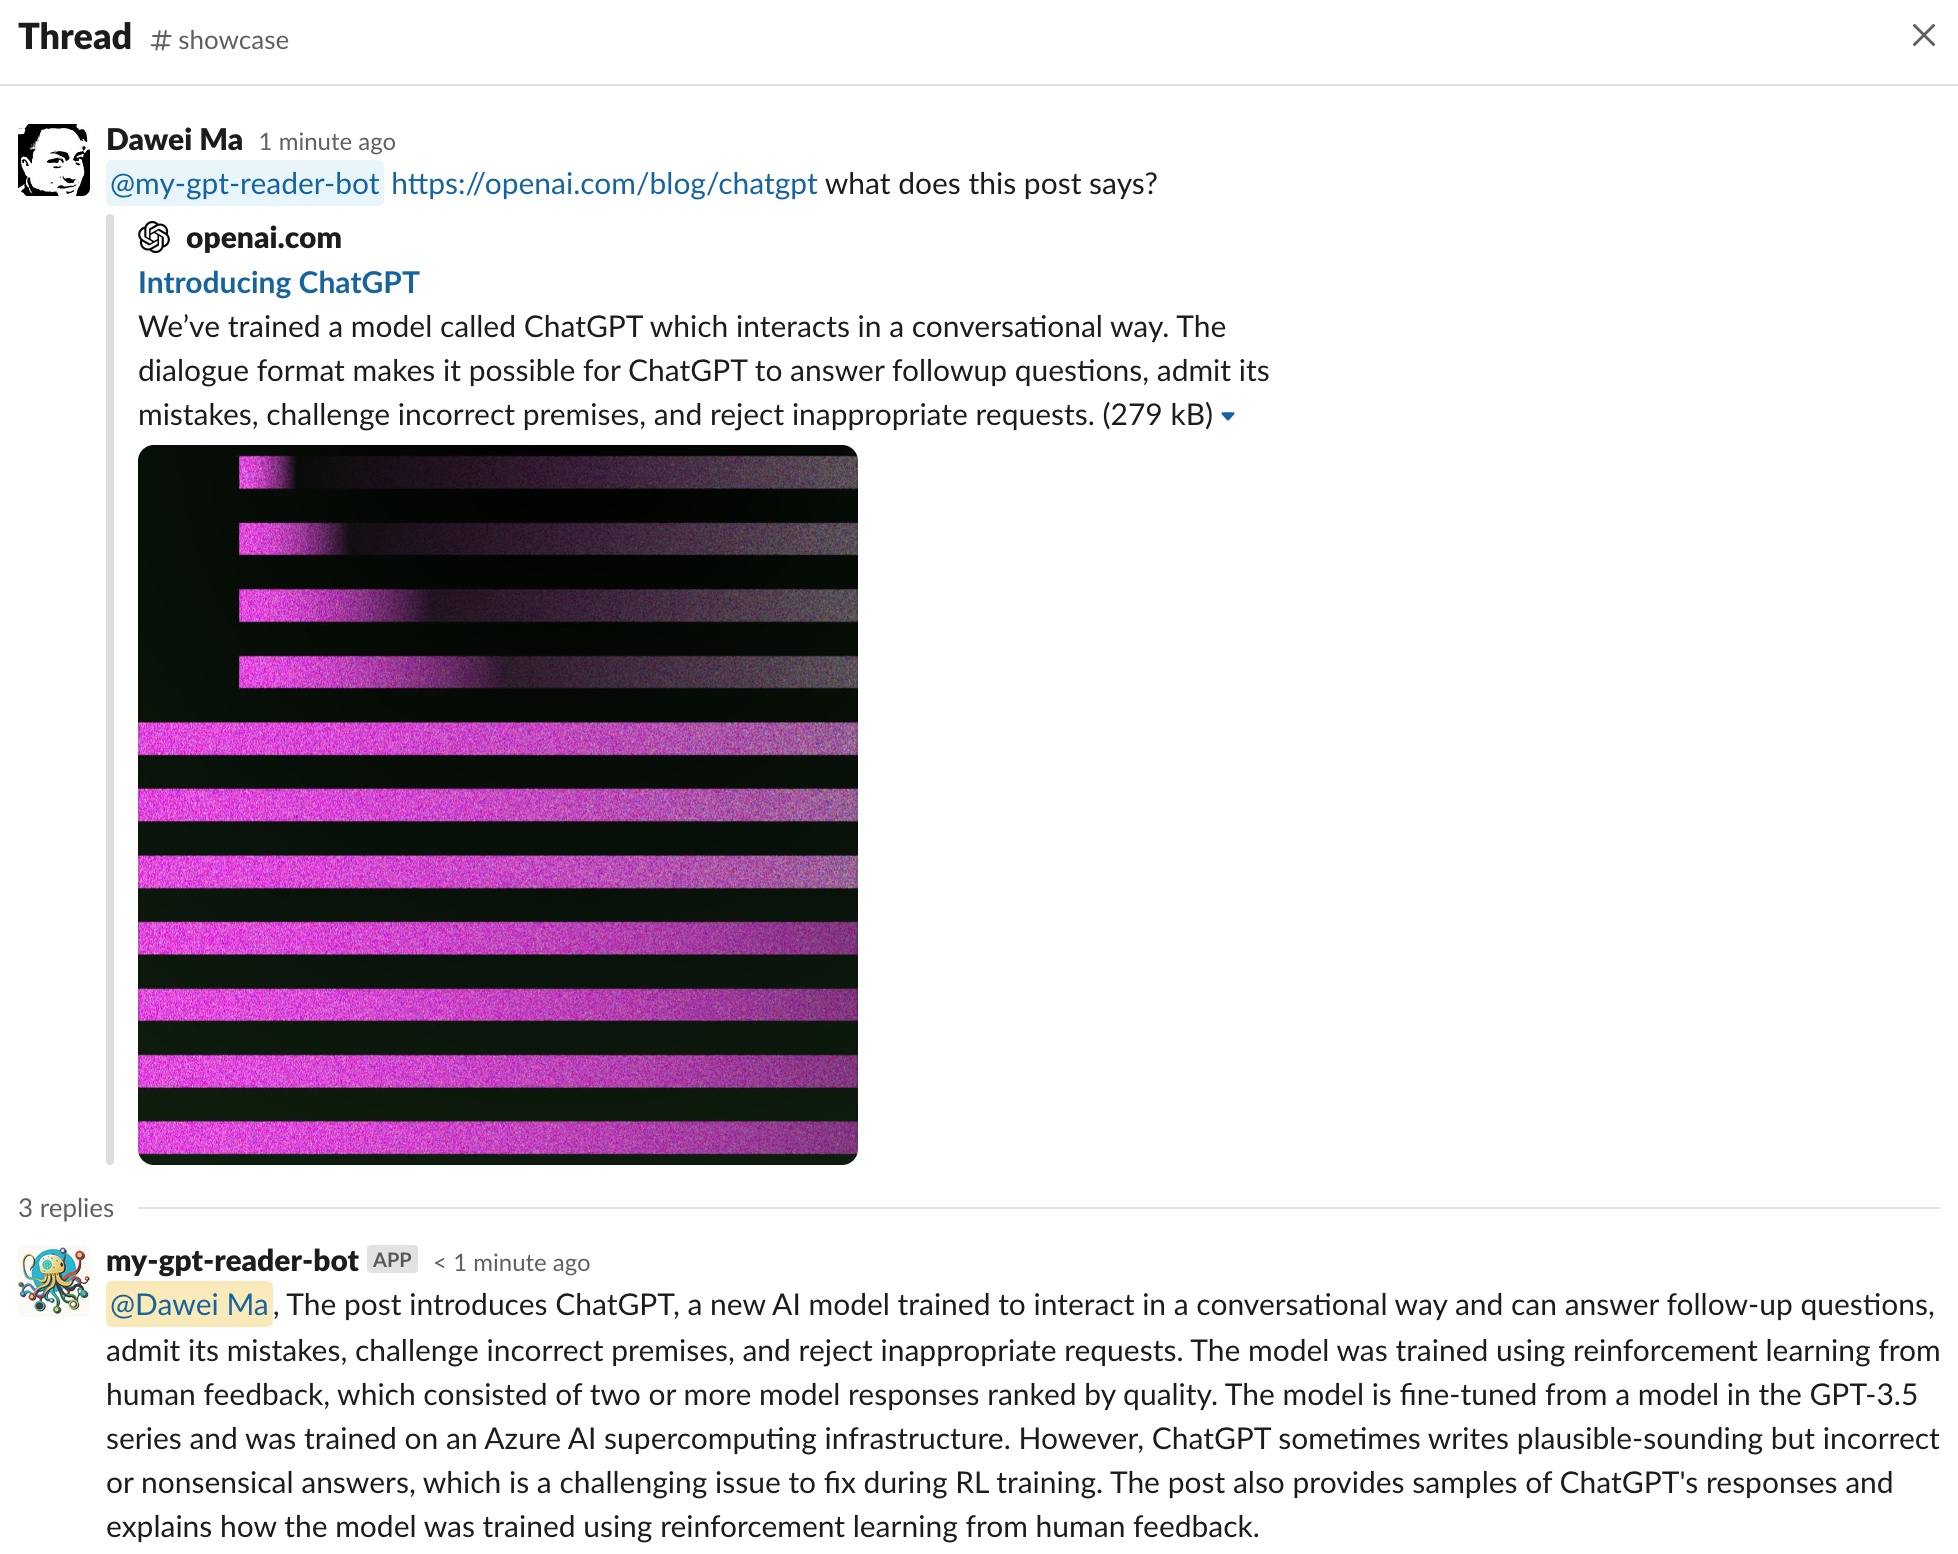 Thread # showcase
Dawei Ma 1 minute ago
@my-gpt-reader-bot https://openai.com/blog/chatgpt what does this post says?
openai.com
Introducing ChatGPT
We’ve trained a model called ChatGPT which interacts in a conversational way. The
dialogue format makes it possible for ChatGPT to answer followup questions, admit its
mistakes, challenge incorrect premises, and reject inappropriate requests. (279 kB)
3 replies
my-gpt-reader-bot APP < 1 minute ago
@Dawei Ma, The post introduces ChatGPT, a new AI model trained to interact in a conversational way and can answer follow-up questions,
admit its mistakes, challenge incorrect premises, and reject inappropriate requests. The model was trained using reinforcement learning from
human feedback, which consisted of two or more model responses ranked by quality. The model is fine-tuned from a model in the GPT-3.5
series and was trained on an Azure AI supercomputing infrastructure. However, ChatGPT sometimes writes plausible-sounding but incorrect
or nonsensical answers, which is a challenging issue to fix during RL training. The post also provides samples of ChatGPT's responses and
explains how the model was trained using reinforcement learning from human feedback.